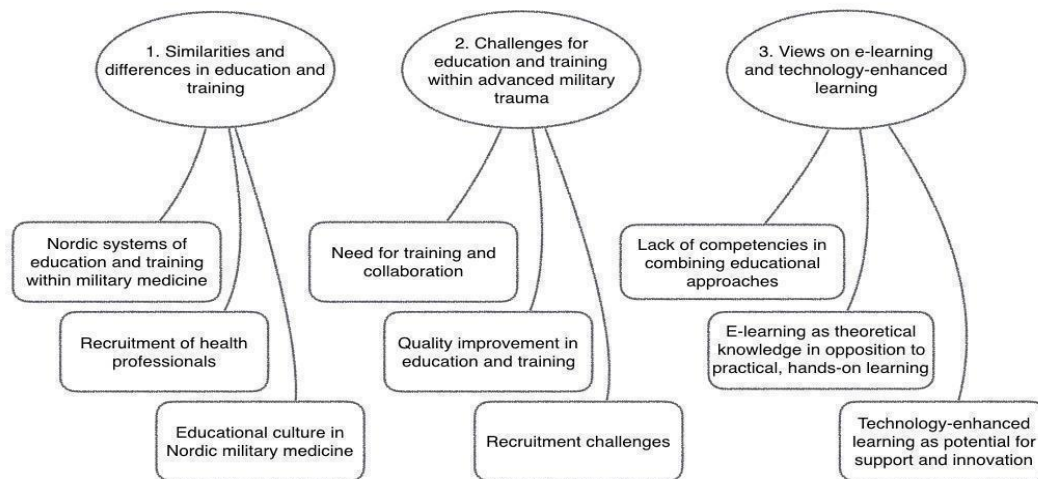 1. Similarities and
differences in education and
training
2. Challenges for
education and training
within advanced military
trauma
3. Views on e-learning
and technology-enhanced
learning
Nordic systems of
education and training
within military medicine
Need for training and
collaboration
Lack of competencies in
combining educational
approaches
Recruitment of health
professionals
Quality improvement in
education and training
E-learning as theoretical
knowledge in opposition to
practical, hands-on learning
Educational culture in
Nordic military medicine
Recruitment challenges
Technology-enhanced
learning as potential for
support and innovation